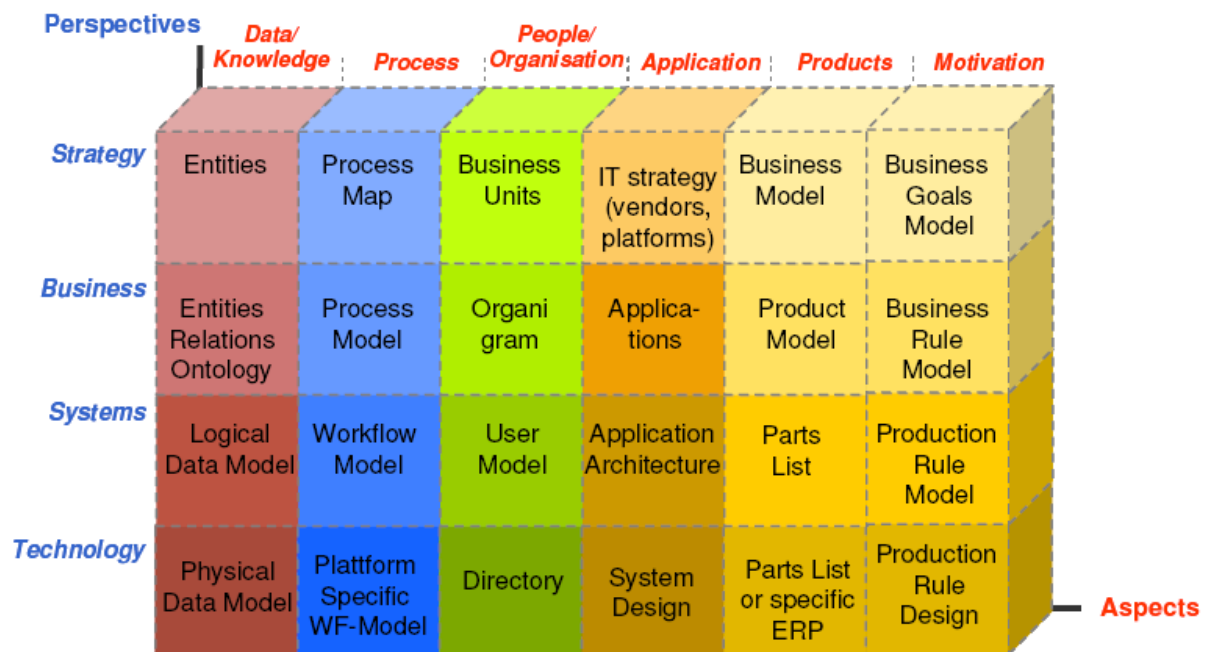 Perspectives
Data/
Knowledge
Process
People/
Organisation
Application
Products
Motivation
Strategy
Entities
Process
Map
Business
Units
IT strategy
(vendors,
platforms)
Business
Model
Business
Goals
Model
Business
Entities
Relations
Ontology
Process
Model
Organi
gram
Applica-
tions
Product
Model
Business
Rule
Model
Systems
Logical
Data Model
Workflow
Model
User
Model
Application
Architecture
Parts
List
Production
Rule
Model
Technology
Physical
Data Model
Plattform
Specific
WF-Model
Directory
System
Design
Parts List
or specific
ERP
Production
Rule
Design
Aspects